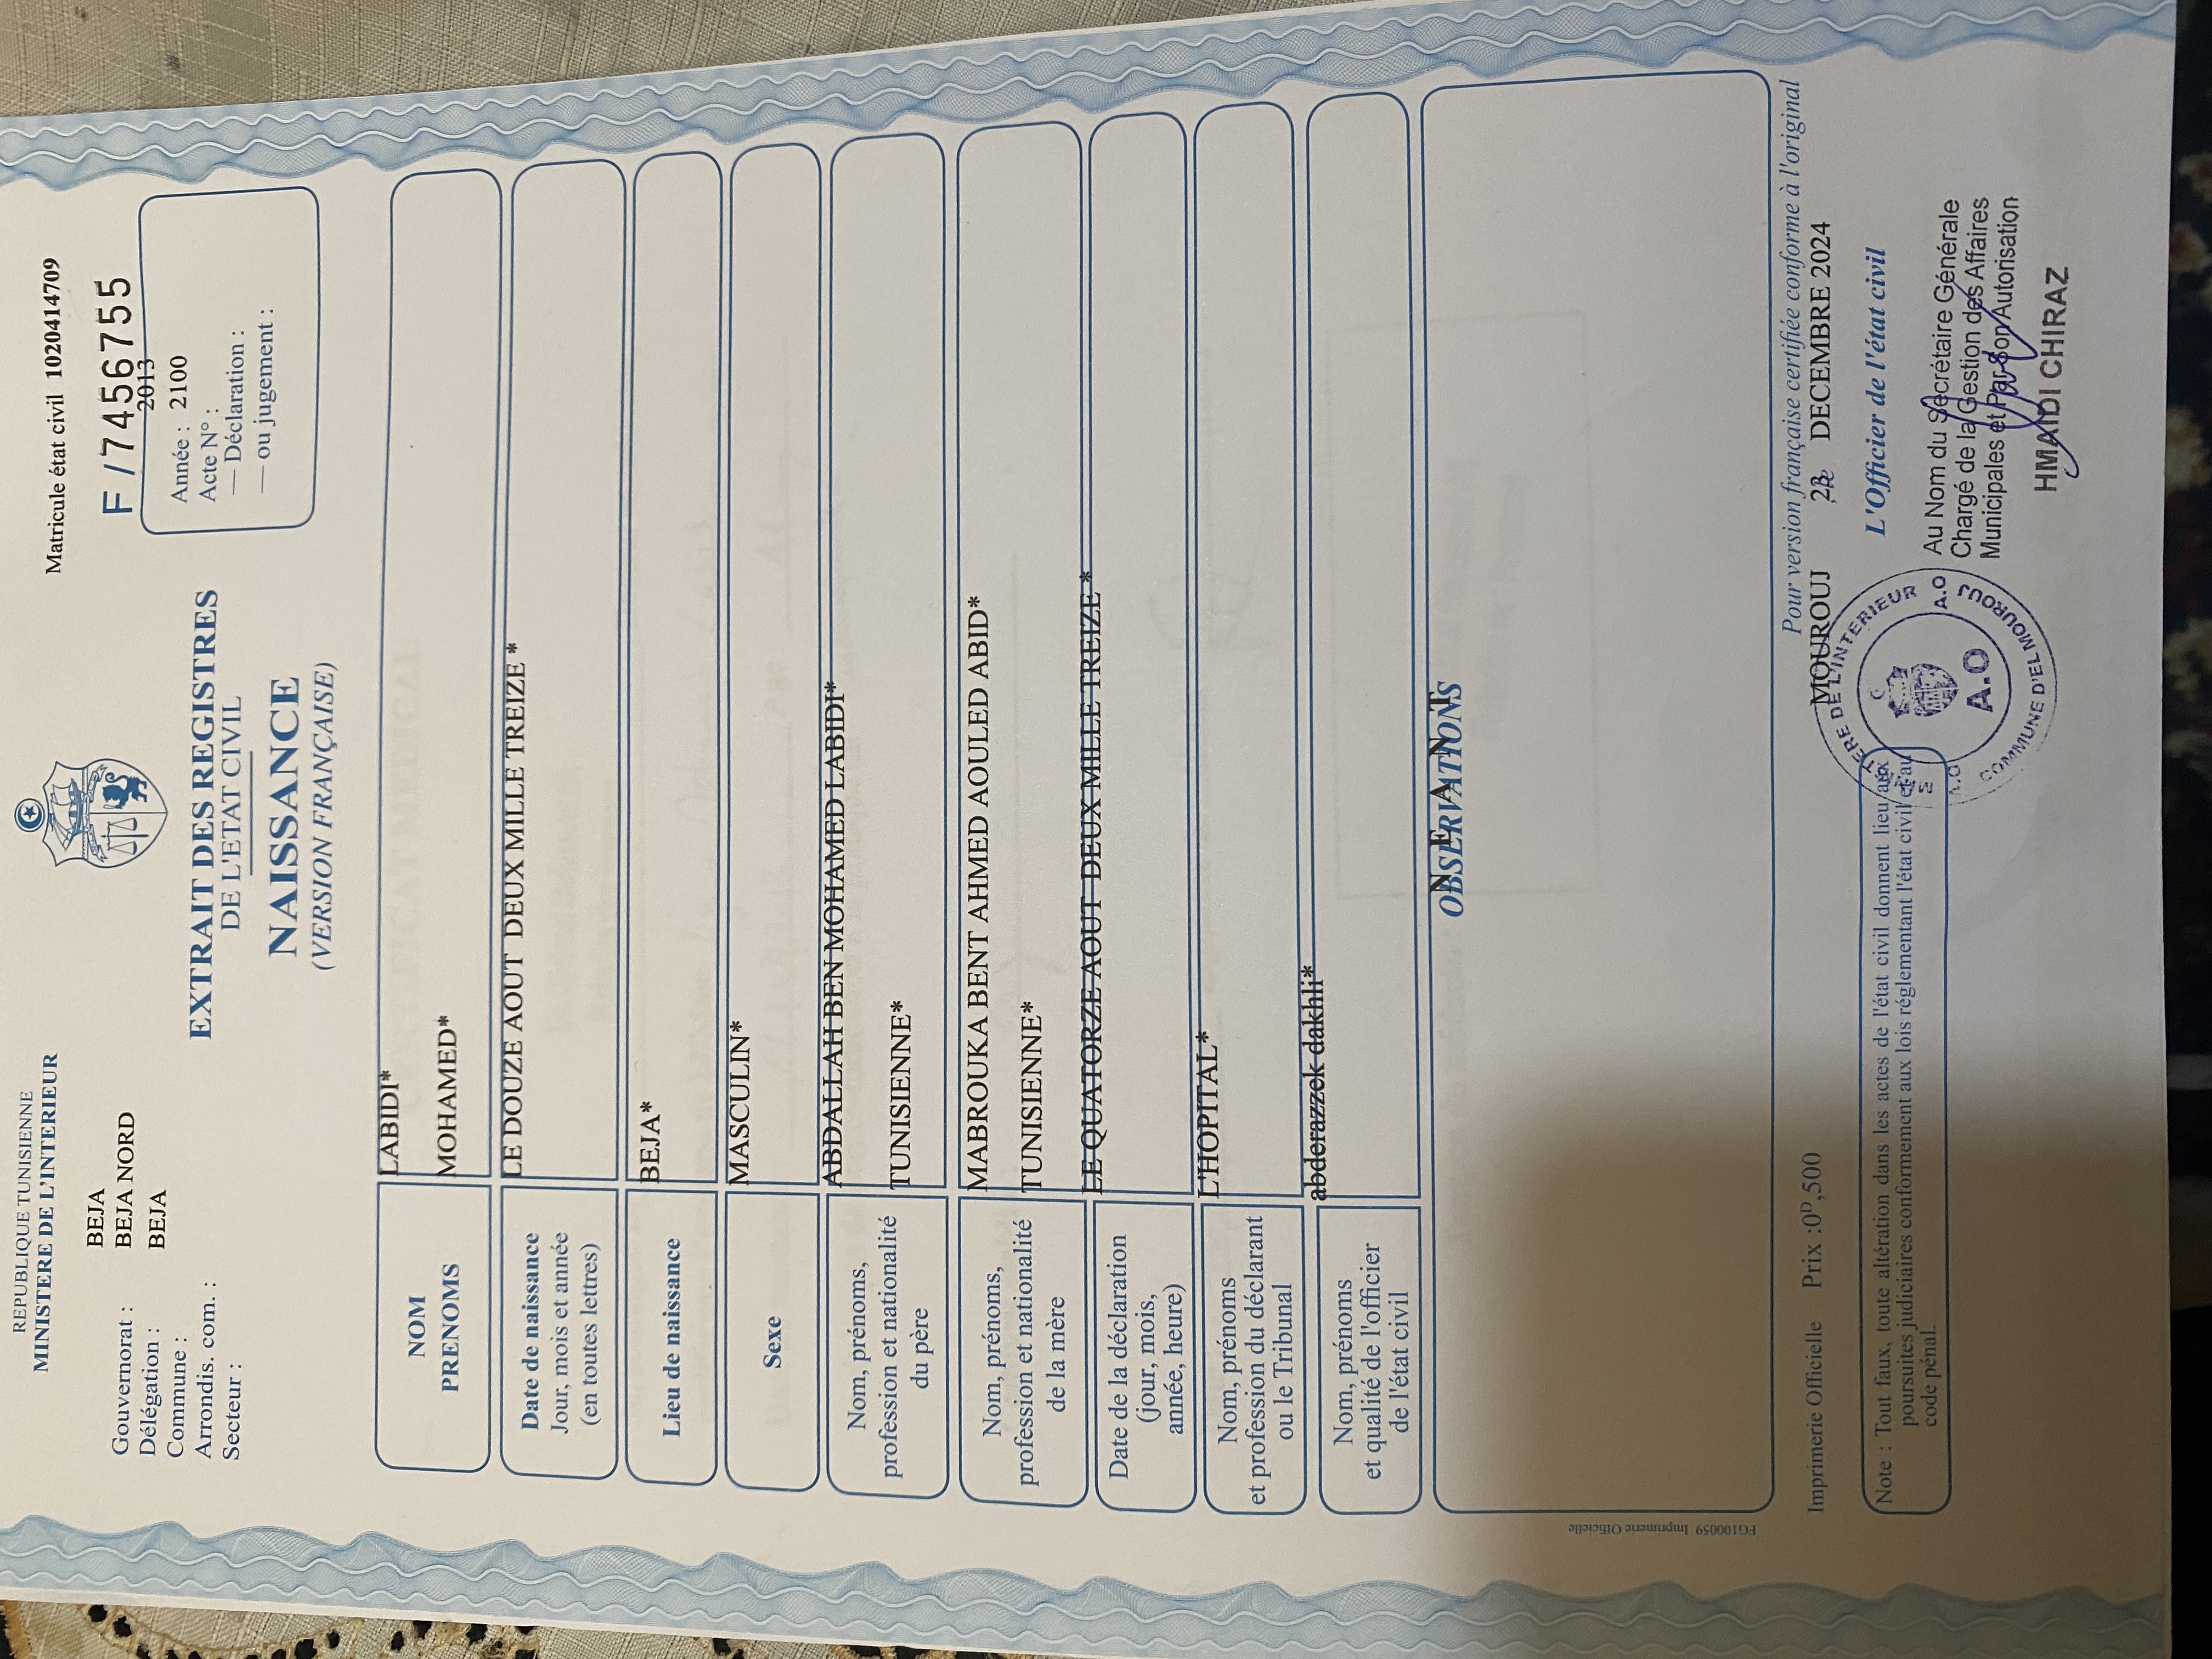 REPUBLIQUE TUNISIENNE
MINISTERE DE L'INTERIEUR
Matricule état civil 1020414709
F / 7456755
Gouvernorat : BEJA
Délégation : BEJA NORD
Commune : BEJA
Arrondis. com. :
Secteur :
2013
Année : 2100
Acte N° :
— Déclaration :
— ou jugement :
EXTRAIT DES REGISTRES
DE L'ETAT CIVIL
NAISSANCE
(VERSION FRANÇAISE)
NOM
PRENOMS
LABIDI*
MOHAMED*
Date de naissance
Jour, mois et année
(en toutes lettres)
LE DOUZE AOUT DEUX MILLE TREIZE *
Lieu de naissance
BEJA*
Sexe
MASCULIN*
Nom, prénoms,
profession et nationalité
du père
ABDALLAH BEN MOHAMED LABIDI*
TUNISIENNE*
Nom, prénoms,
profession et nationalité
de la mère
MABROUKA BENT AHMED AOULED ABID*
TUNISIENNE*
Date de la déclaration
(jour, mois,
année, heure)
LE QUATORZE AOUT DEUX MILLE TREIZE *
Nom, prénoms
et profession du déclarant
ou le Tribunal
L'HOPITAL*
Nom, prénoms
et qualité de l'officier
de l'état civil
abderazzek dakhli*
OBSERVATIONS
N E A N T
FG100059 Imprimerie Officielle
Imprimerie Officielle Prix :0ᴰ,500
Pour version française certifiée conforme à l'original
MOUROUJ DECEMBRE 2024
L'Officier de l'état civil
Note : Tout faux, toute altération dans les actes de l'état civil donnent lieu aux
poursuites judiciaires conformement aux lois réglementant l'état civil et au
code pénal.
MINISTERE DE L'INTERIEUR
A.O
COMMUNE D'EL MOUROUJ
A.O
A.O
Au Nom du Secrétaire Générale
Chargé de la Gestion des Affaires
Municipales et Par Son Autorisation
HMAIDI CHIRAZ